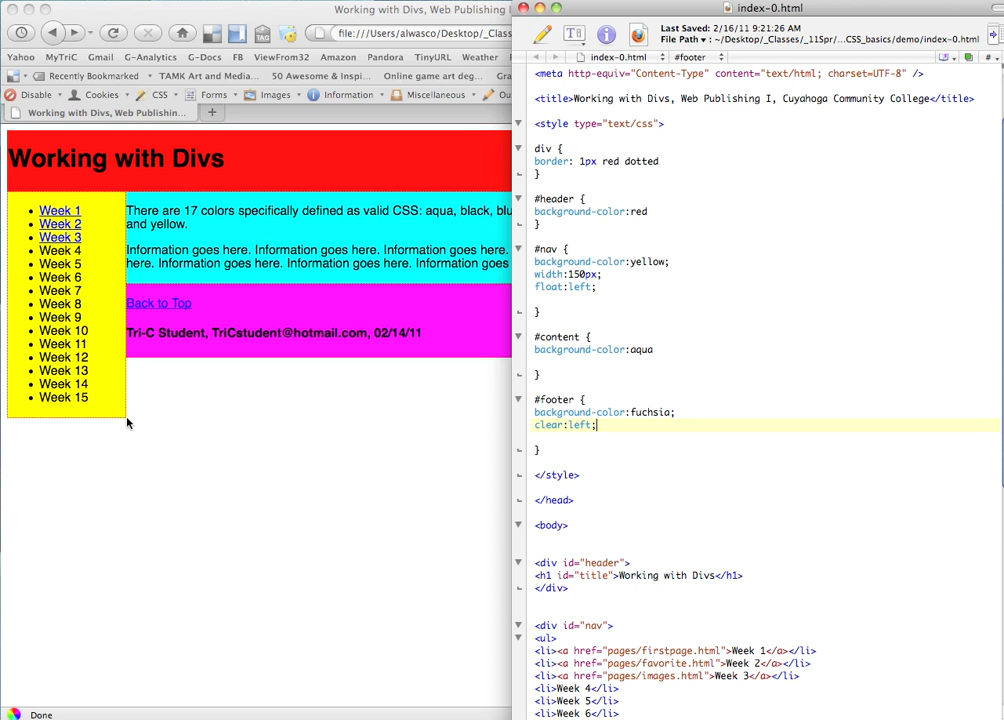 Working with Divs, Web Publishing I
file:///Users/alwasco/Desktop/_Class
Yahoo MyTriC Gmail G-Analytics G-Docs FB ViewFrom32 Amazon Pandora TinyURL Weather
Recently Bookmarked TAMK Art and Media... 50 Awesome & Inspi... Online game art deg...
Disable Cookies CSS Forms Images Information Miscellaneous Ou
Working with Divs, Web Publishin...
Working with Divs
Week 1
Week 2
Week 3
Week 4
Week 5
Week 6
Week 7
Week 8
Week 9
Week 10
Week 11
Week 12
Week 13
Week 14
Week 15
There are 17 colors specifically defined as valid CSS: aqua, black, blu
and yellow.
Information goes here. Information goes here. Information goes here.
here. Information goes here. Information goes here. Information goes
Back to Top
Tri-C Student, TriCstudent@hotmail.com, 02/14/11
Done
index-0.html
TAG
T
Last Saved: 2/16/11 9:21:26 AM
File Path ▾ : ~/Desktop/_Classes/_11Spr/...CSS_basics/demo/index-0.html
index-0.html #footer #
<meta http-equiv="Content-Type" content="text/html; charset=UTF-8" />
<title>Working with Divs, Web Publishing I, Cuyahoga Community College</title>
<style type="text/css">
div {
border: 1px red dotted
}
#header {
background-color:red
}
#nav {
background-color:yellow;
width:150px;
float:left;
}
#content {
background-color:aqua
}
#footer {
background-color:fuchsia;
clear:left;
}
</style>
</head>
<body>
<div id="header">
<h1 id="title">Working with Divs</h1>
</div>
<div id="nav">
<ul>
<li><a href="pages/firstpage.html">Week 1</a></li>
<li><a href="pages/favorite.html">Week 2</a></li>
<li><a href="pages/images.html">Week 3</a></li>
<li>Week 4</li>
<li>Week 5</li>
<li>Week 6</li>